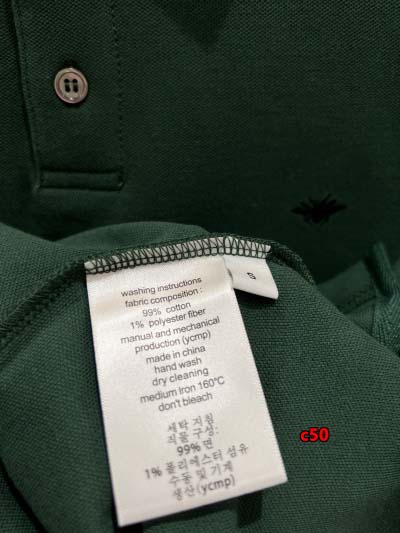 S
washing instructions
fabric composition :
99% cotton
1% polyester fiber
manual and mechanical
production (ycmp)
made in china
hand wash
dry cleaning
medium Iron 160°C
don't bleach
세탁 지침
직물 구성:
99% 면
1% 폴리에스터 섬유
수동 및 기계
생산(ycmp)
c50